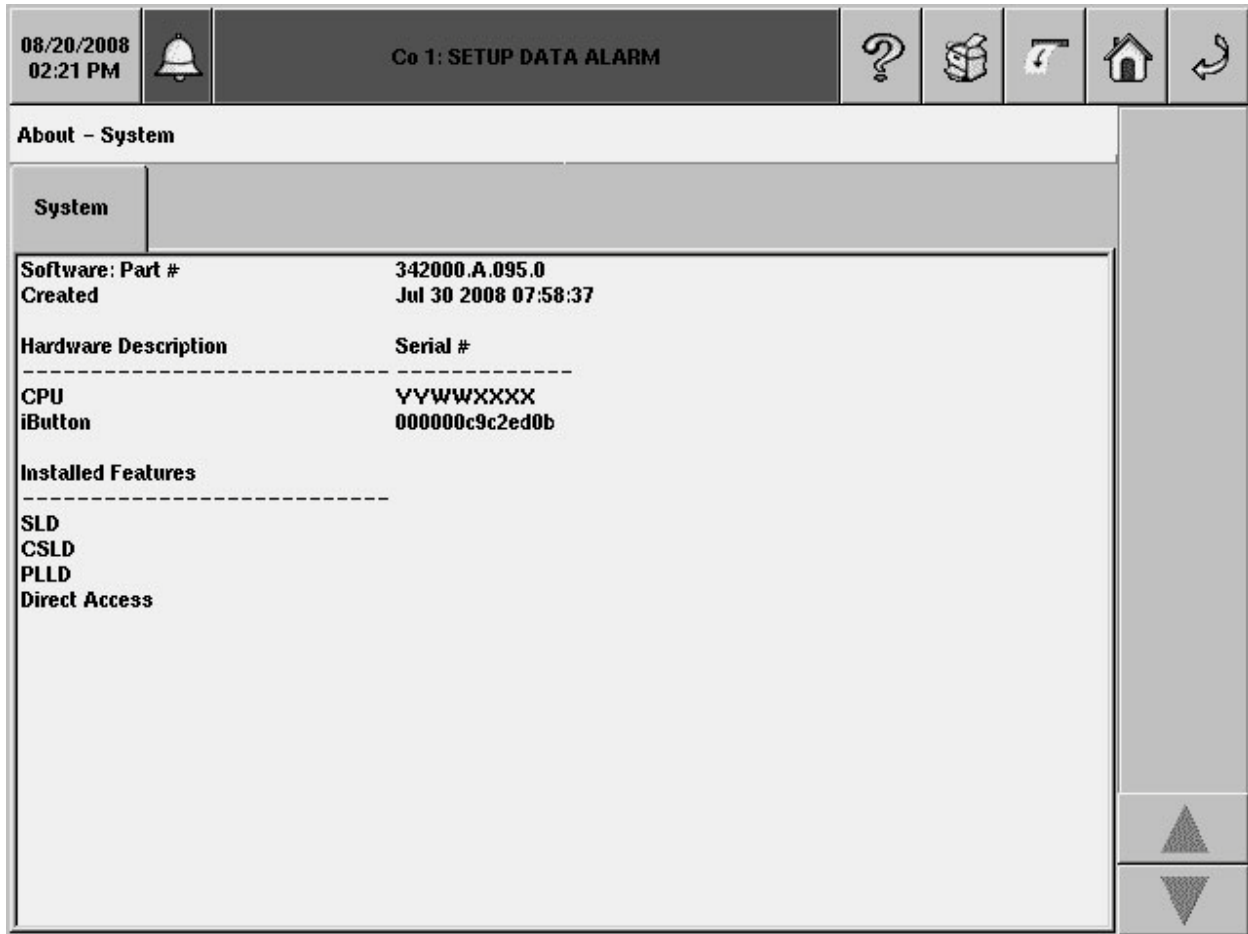 08/20/2008
02:21 PM
Co 1: SETUP DATA ALARM
?
About – System
System
Software: Part # 342000.A.095.0
Created Jul 30 2008 07:58:37
Hardware Description Serial #
CPU YYWWXXXX
iButton 000000c9c2ed0b
Installed Features
SLD
CSLD
PLLD
Direct Access